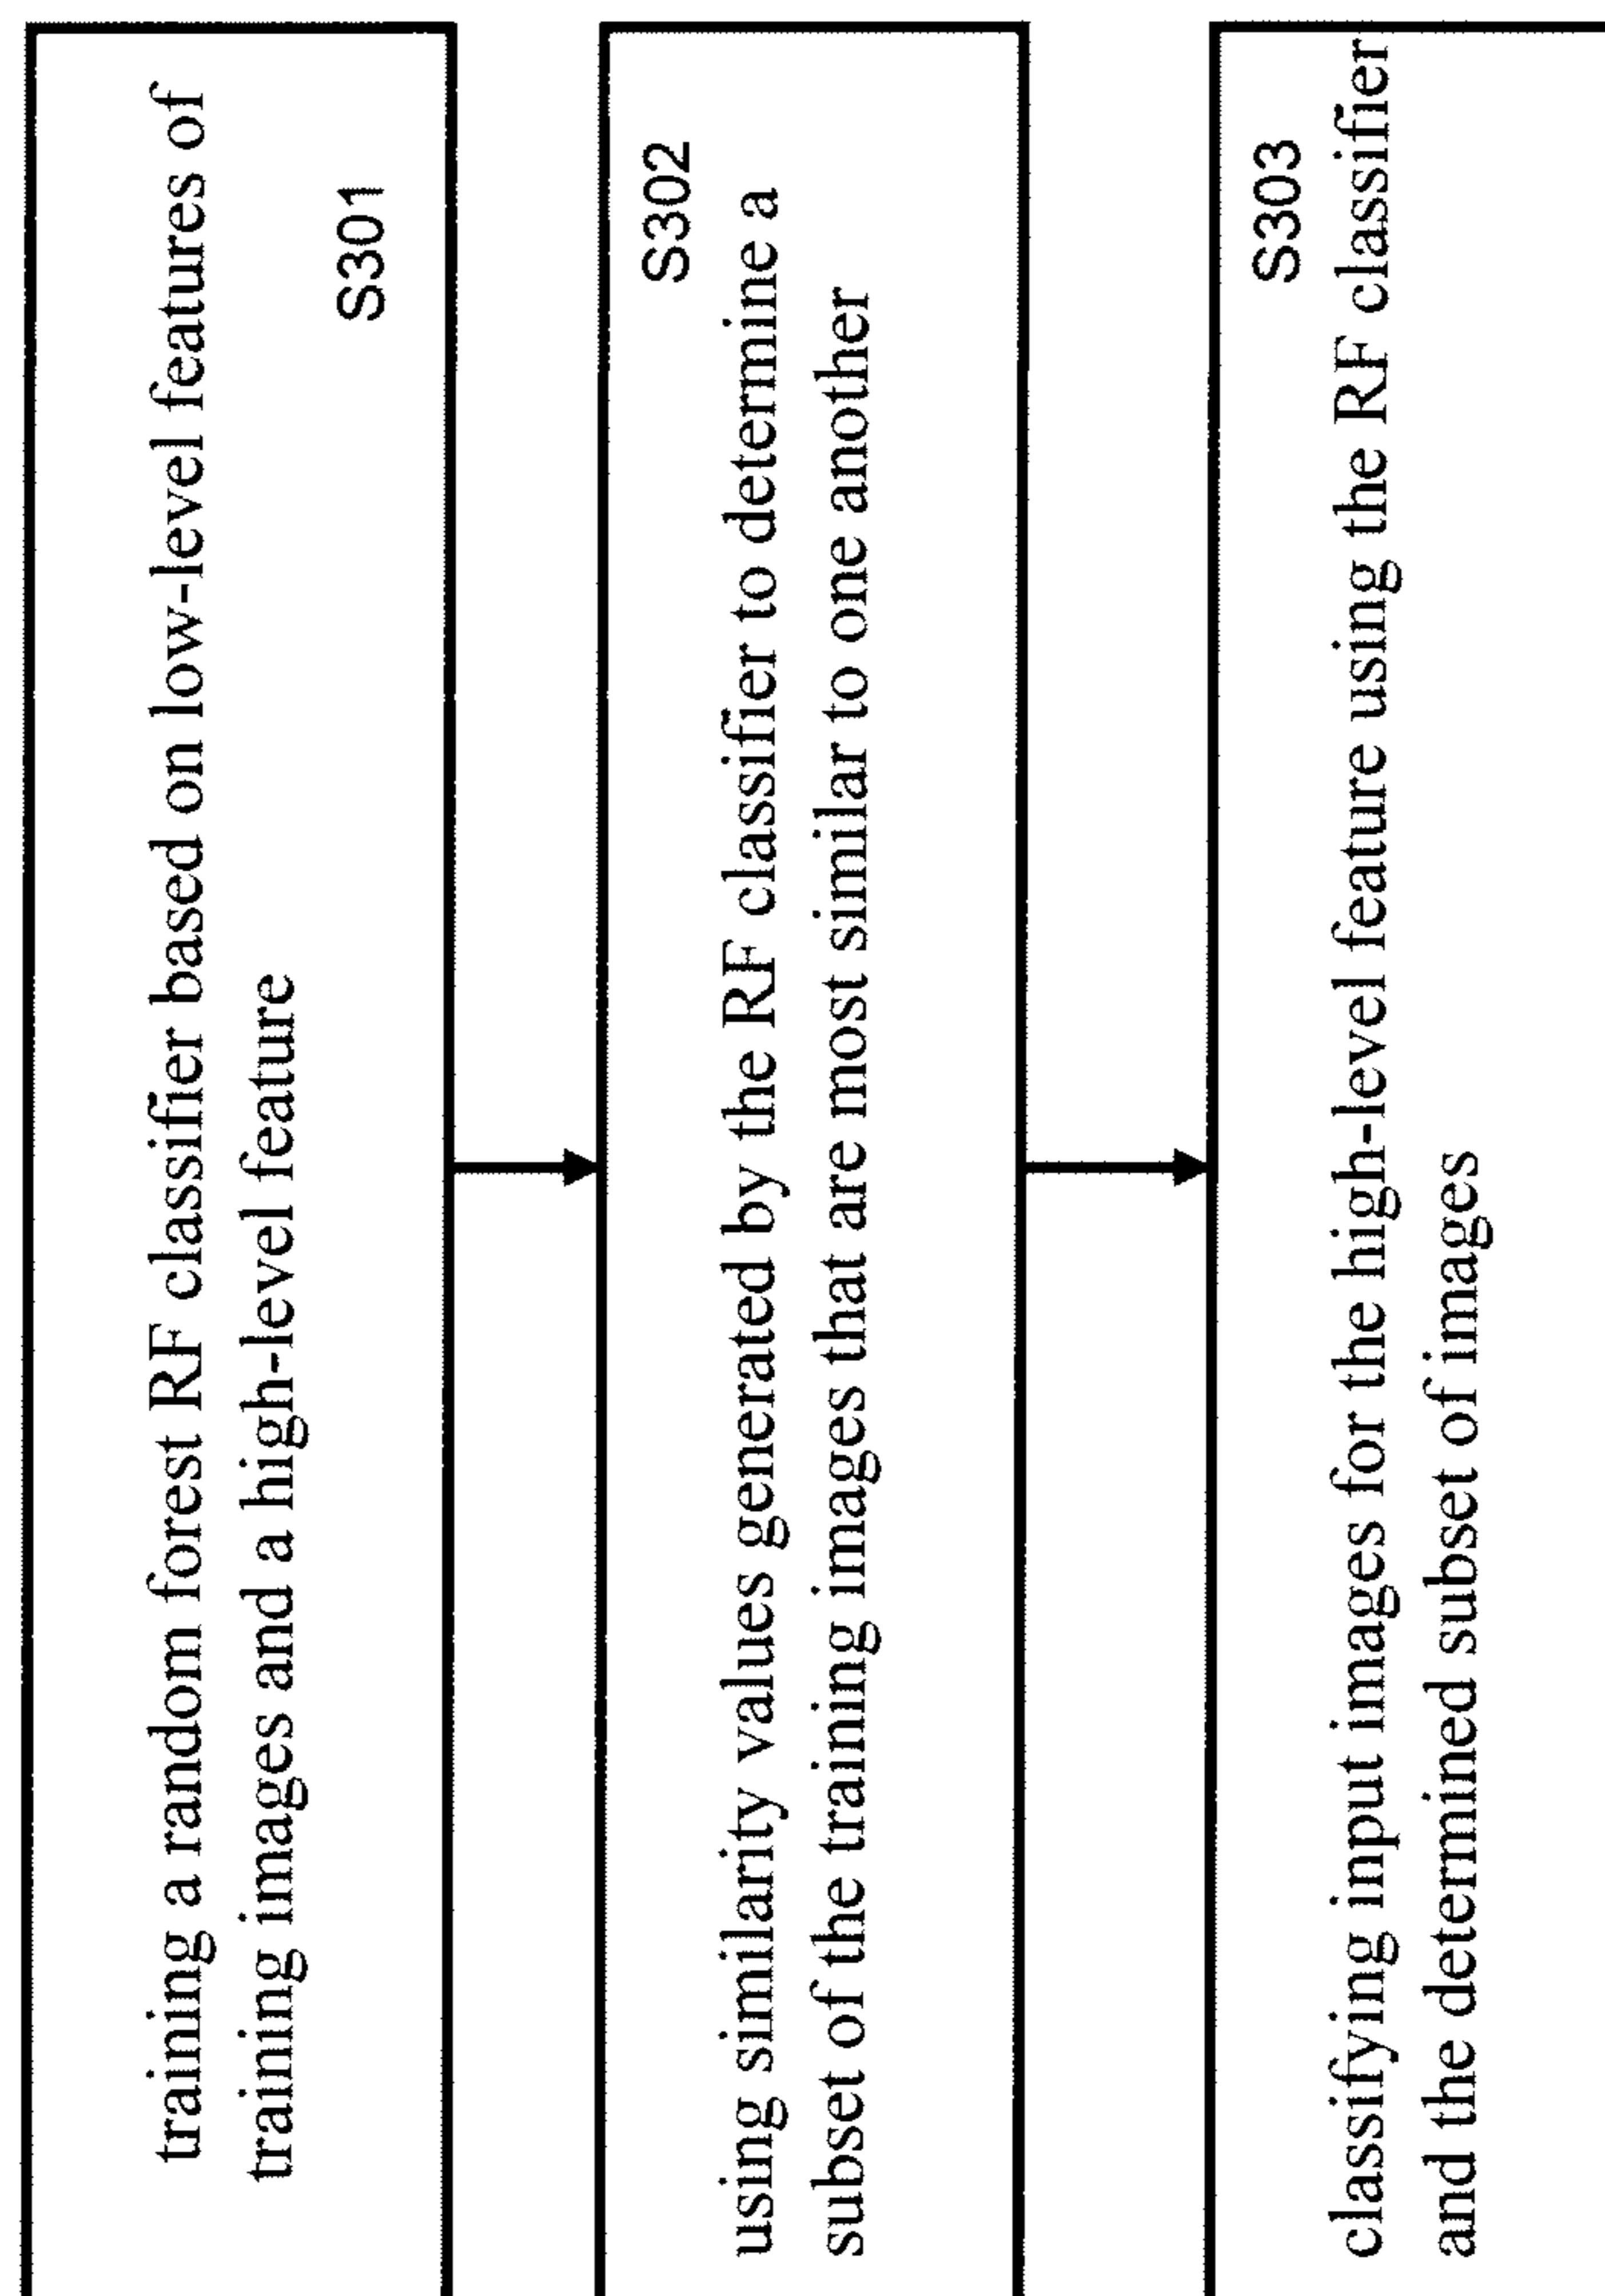 training a random forest RF classifier based on low-level features of
training images and a high-level feature
S301
S302
using similarity values generated by the RF classifier to determine a
subset of the training images that are most similar to one another
S303
classifying input images for the high-level feature using the RF classifier
and the determined subset of images